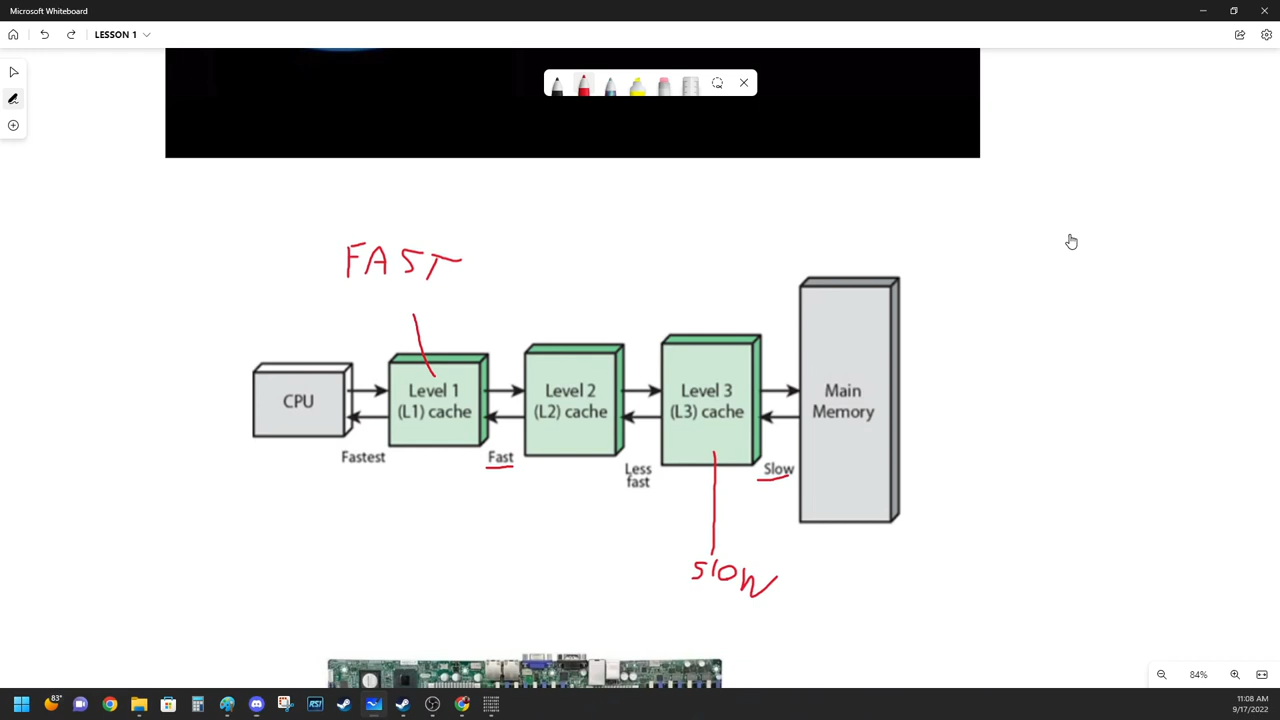 Microsoft Whiteboard
LESSON 1
FAST
CPU
Level 1
(L1) cache
Level 2
(L2) cache
Level 3
(L3) cache
Main
Memory
Fastest
Fast
Less
fast
Slow
slow
84%
83°
RSI
11:08 AM
9/17/2022